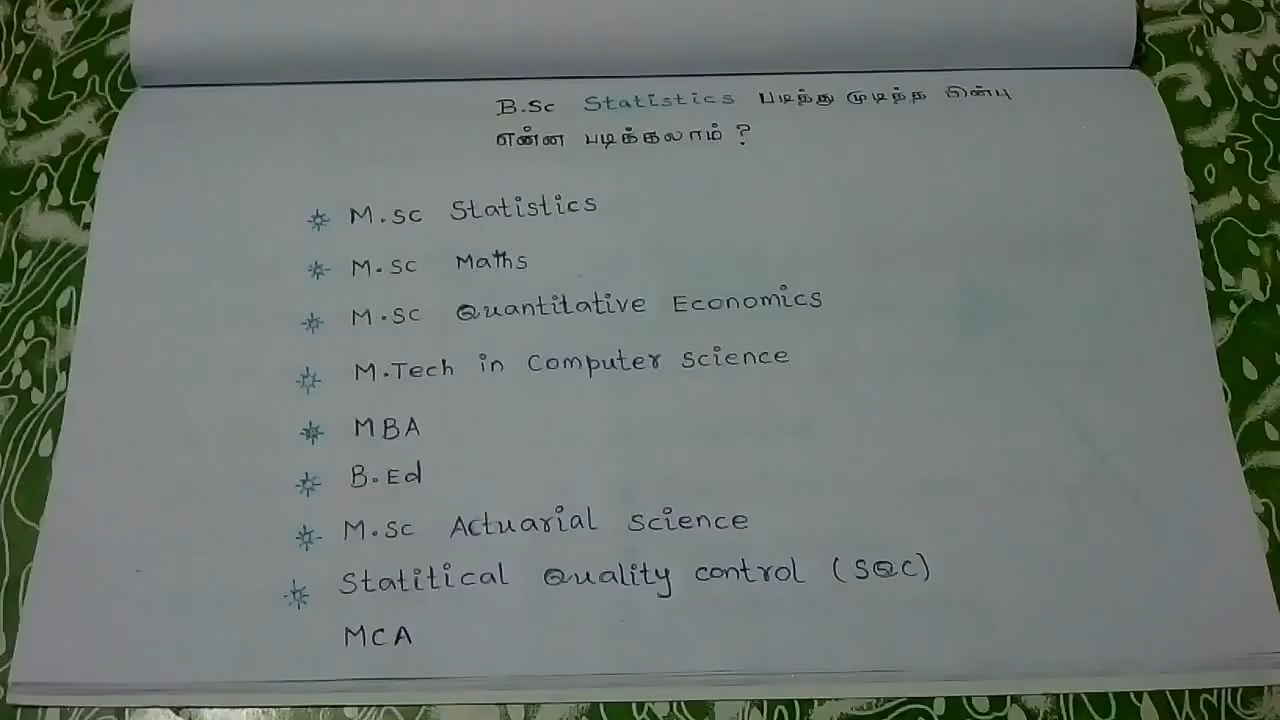 B.Sc Statistics படித்து முடித்த பின்பு
என்ன படிக்கலாம் ?
M.sc Statistics
M.sc Maths
M.sc Quantitative Economics
M.Tech in Computer science
MBA
B.Ed
M.sc Actuarial science
Statitical Quality control (SQC)
MCA